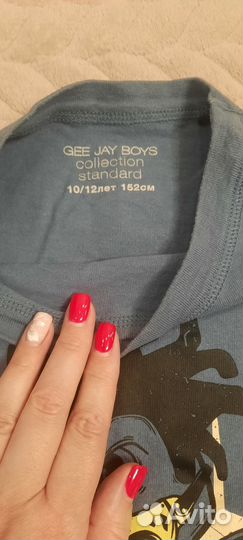 GEE JAY BOYS
collection
standard
10/12лет 152см
Avito